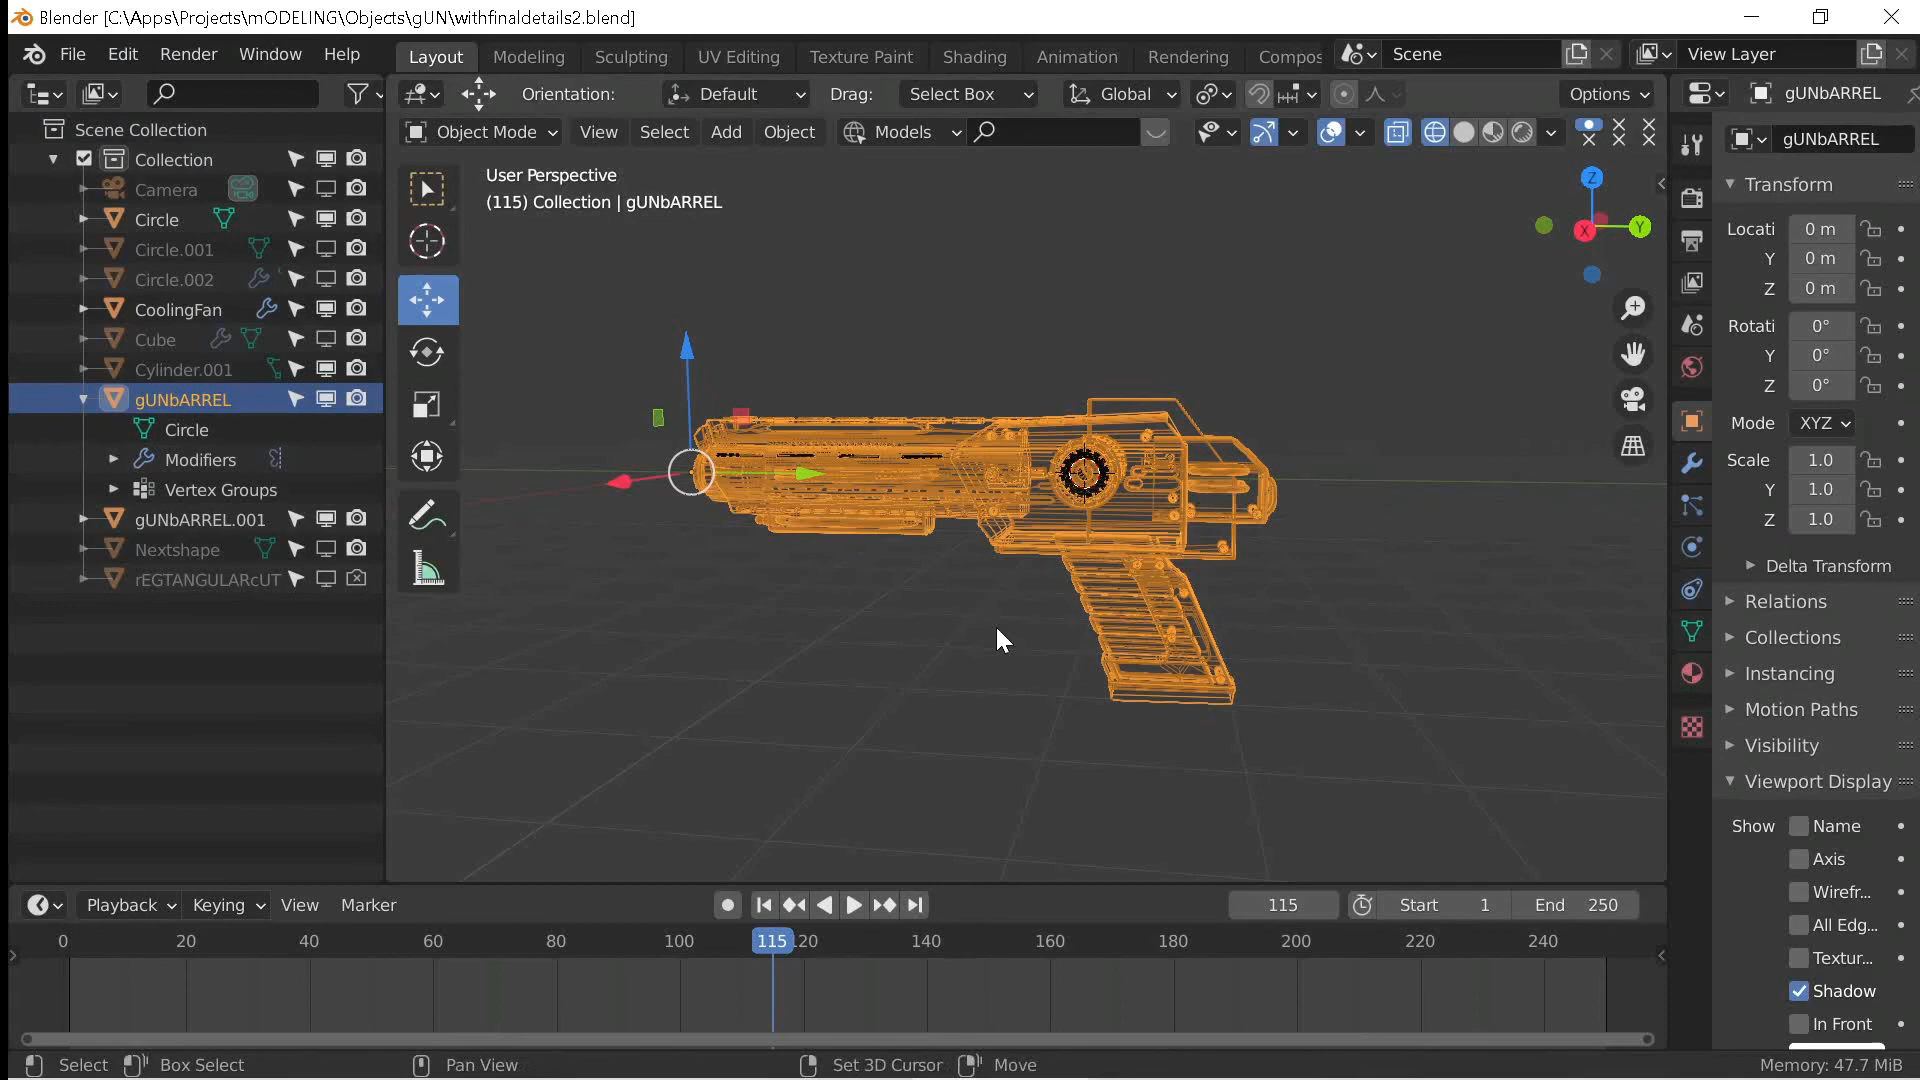 Blender [C:\Apps\Projects\mODELING\Objects\gUN\withfinaldetails2.blend]
File Edit Render Window Help Layout Modeling Sculpting UV Editing Texture Paint Shading Animation Rendering Compos Scene View Layer
Orientation: Default Drag: Select Box Global Options gUNbARREL
Object Mode View Select Add Object Models gUNbARREL
Scene Collection
Collection
Camera
Circle
Circle.001
Circle.002
CoolingFan
Cube
Cylinder.001
gUNbARREL
Circle
Modifiers
Vertex Groups
gUNbARREL.001
Nextshape
rEGTANGULARcUT
User Perspective
(115) Collection | gUNbARREL
Z
Y
X
Transform
Locati 0 m
Y 0 m
Z 0 m
Rotati 0°
Y 0°
Z 0°
Mode XYZ
Scale 1.0
Y 1.0
Z 1.0
Delta Transform
Relations
Collections
Instancing
Motion Paths
Visibility
Viewport Display
Show Name
Axis
Wirefr...
All Edg...
Textur...
Shadow
In Front
Playback Keying View Marker 115 Start 1 End 250
0 20 40 60 80 100 115 120 140 160 180 200 220 240
Select Box Select Pan View Set 3D Cursor Move Memory: 47.7 MiB